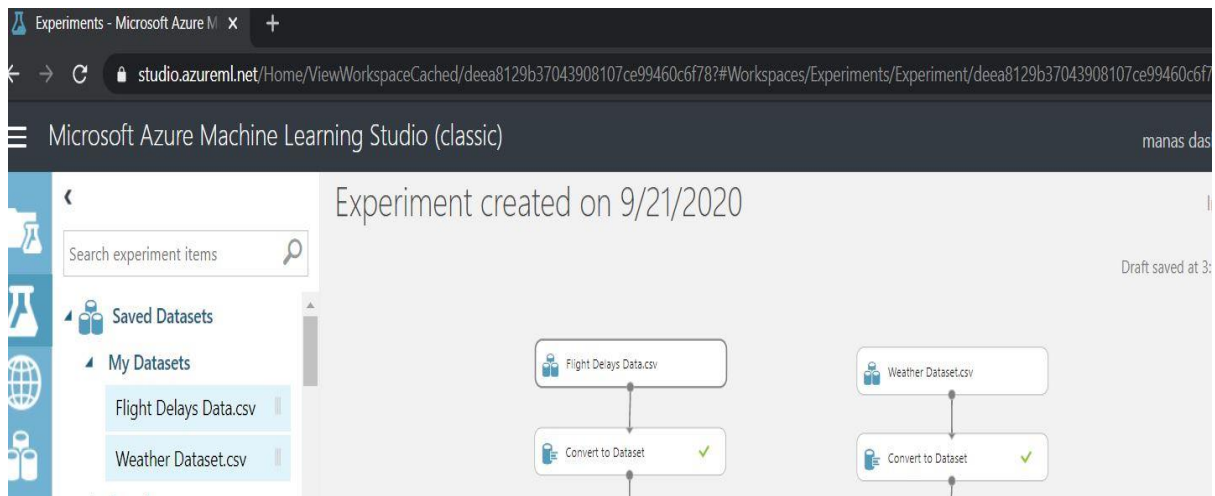 Experiments - Microsoft Azure M
studio.azureml.net/Home/ViewWorkspaceCached/deea8129b37043908107ce99460c6f78?#Workspaces/Experiments/Experiment/deea8129b37043908107ce99460c6f7
Microsoft Azure Machine Learning Studio (classic)
manas das
Experiment created on 9/21/2020
Search experiment items
Draft saved at 3:
Saved Datasets
My Datasets
Flight Delays Data.csv
Weather Dataset.csv
Flight Delays Data.csv
Weather Dataset.csv
Convert to Dataset
Convert to Dataset